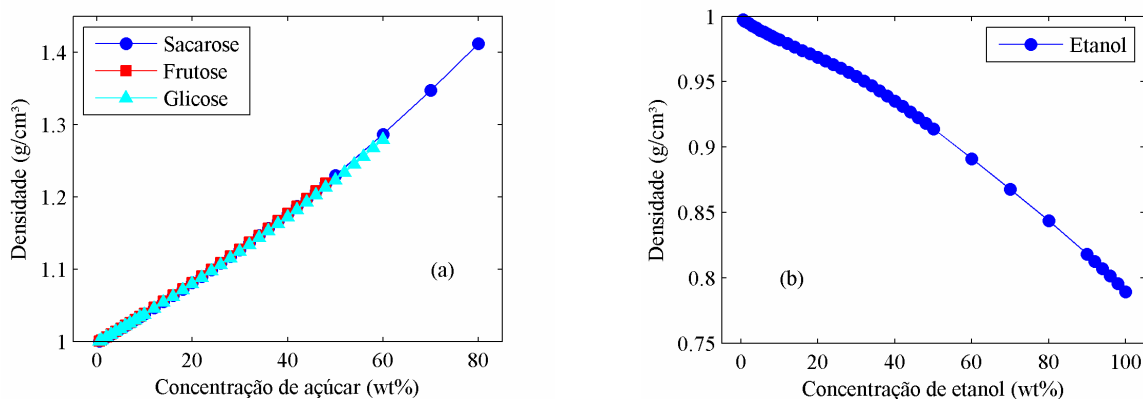 Sacarose
Frutose
Glicose
1.4
1.3
1.2
1.1
1
Densidade (g/cm³)
(a)
0 20 40 60 80
Concentração de açúcar (wt%)
Etanol
1
0.95
0.9
0.85
0.8
0.75
Densidade (g/cm³)
(b)
0 20 40 60 80 100
Concentração de etanol (wt%)